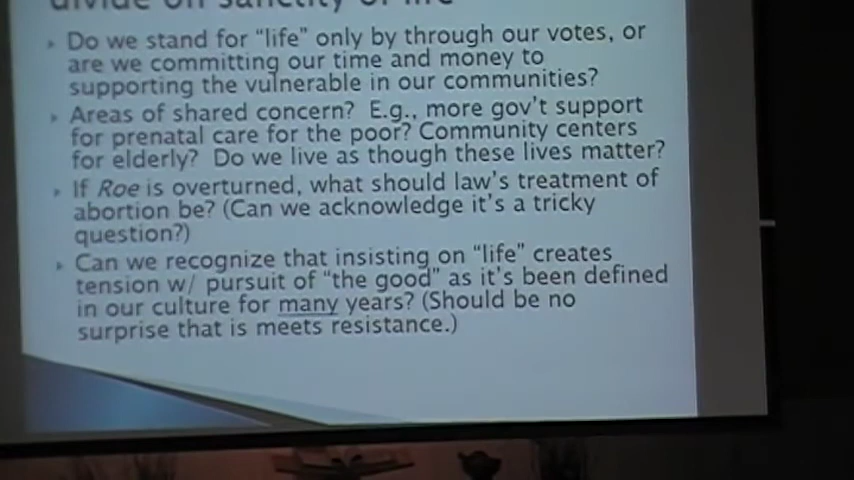 divide on sanctity of life
Do we stand for "life" only by through our votes, or
are we committing our time and money to
supporting the vulnerable in our communities?
Areas of shared concern? E.g., more gov't support
for prenatal care for the poor? Community centers
for elderly? Do we live as though these lives matter?
If Roe is overturned, what should law's treatment of
abortion be? (Can we acknowledge it's a tricky
question?)
Can we recognize that insisting on "life" creates
tension w/ pursuit of "the good" as it's been defined
in our culture for many years? (Should be no
surprise that is meets resistance.)